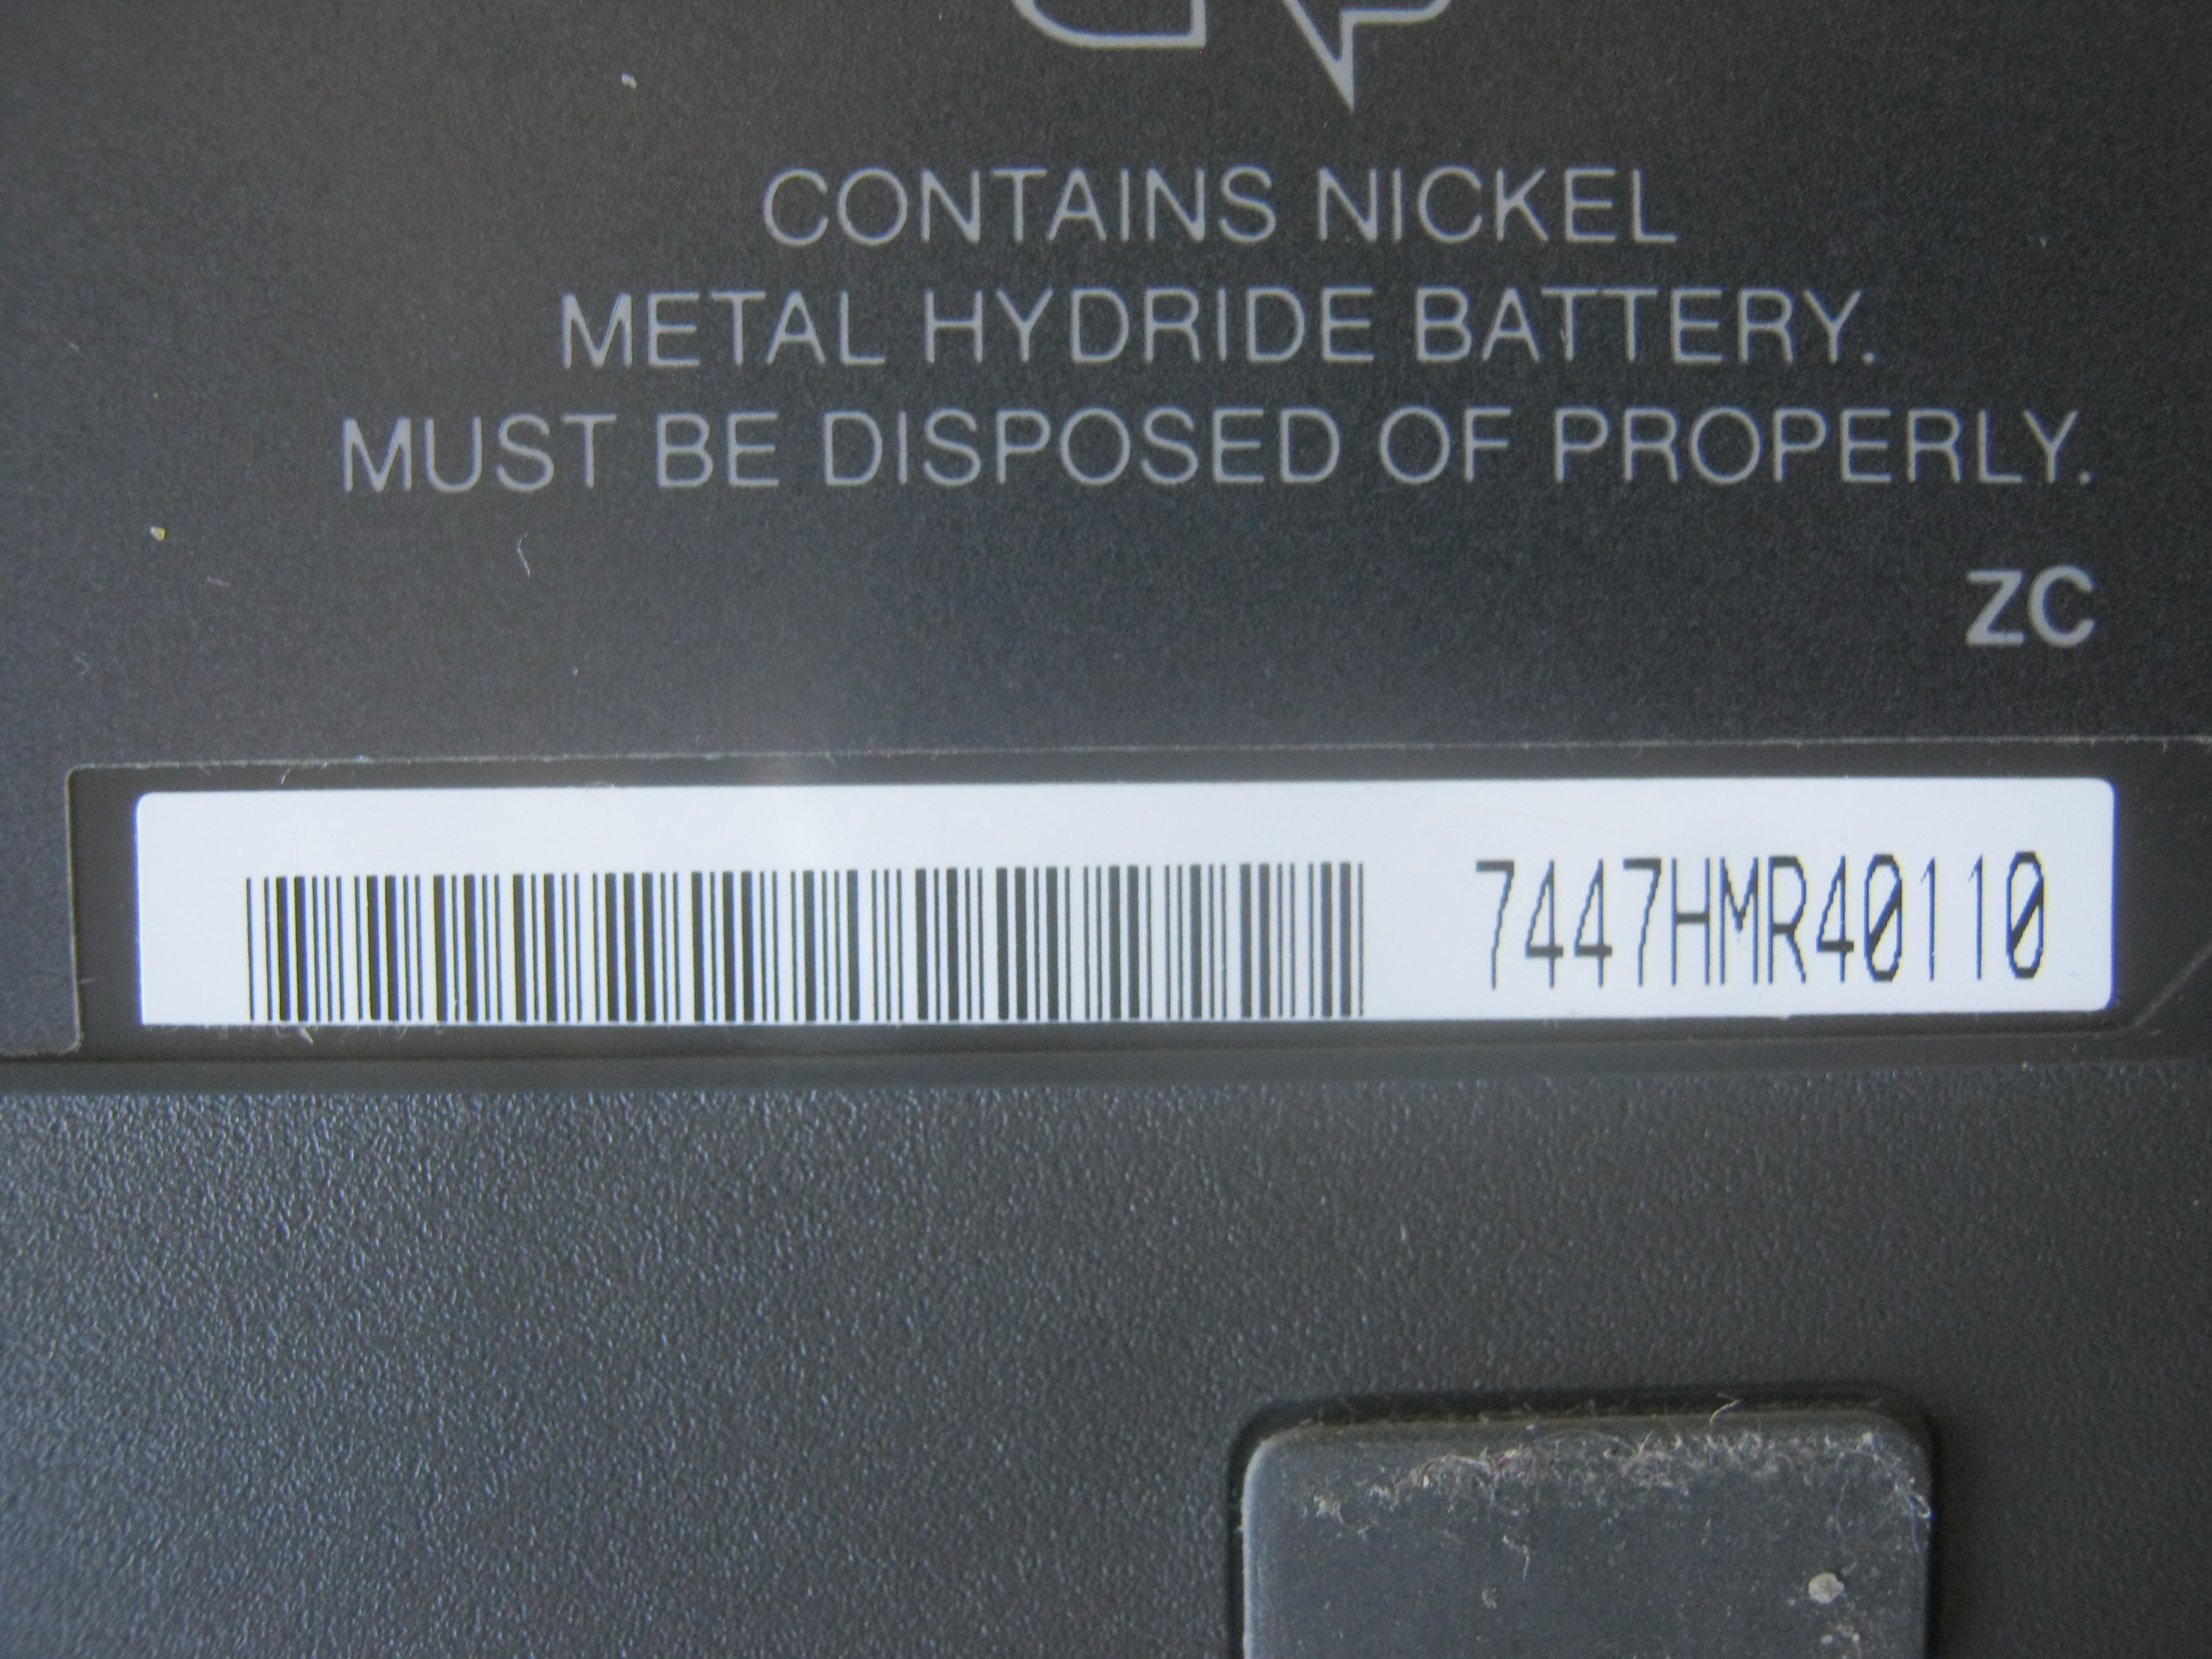 CONTAINS NICKEL
METAL HYDRIDE BATTERY.
MUST BE DISPOSED OF PROPERLY.
ZC
7447HMR40110